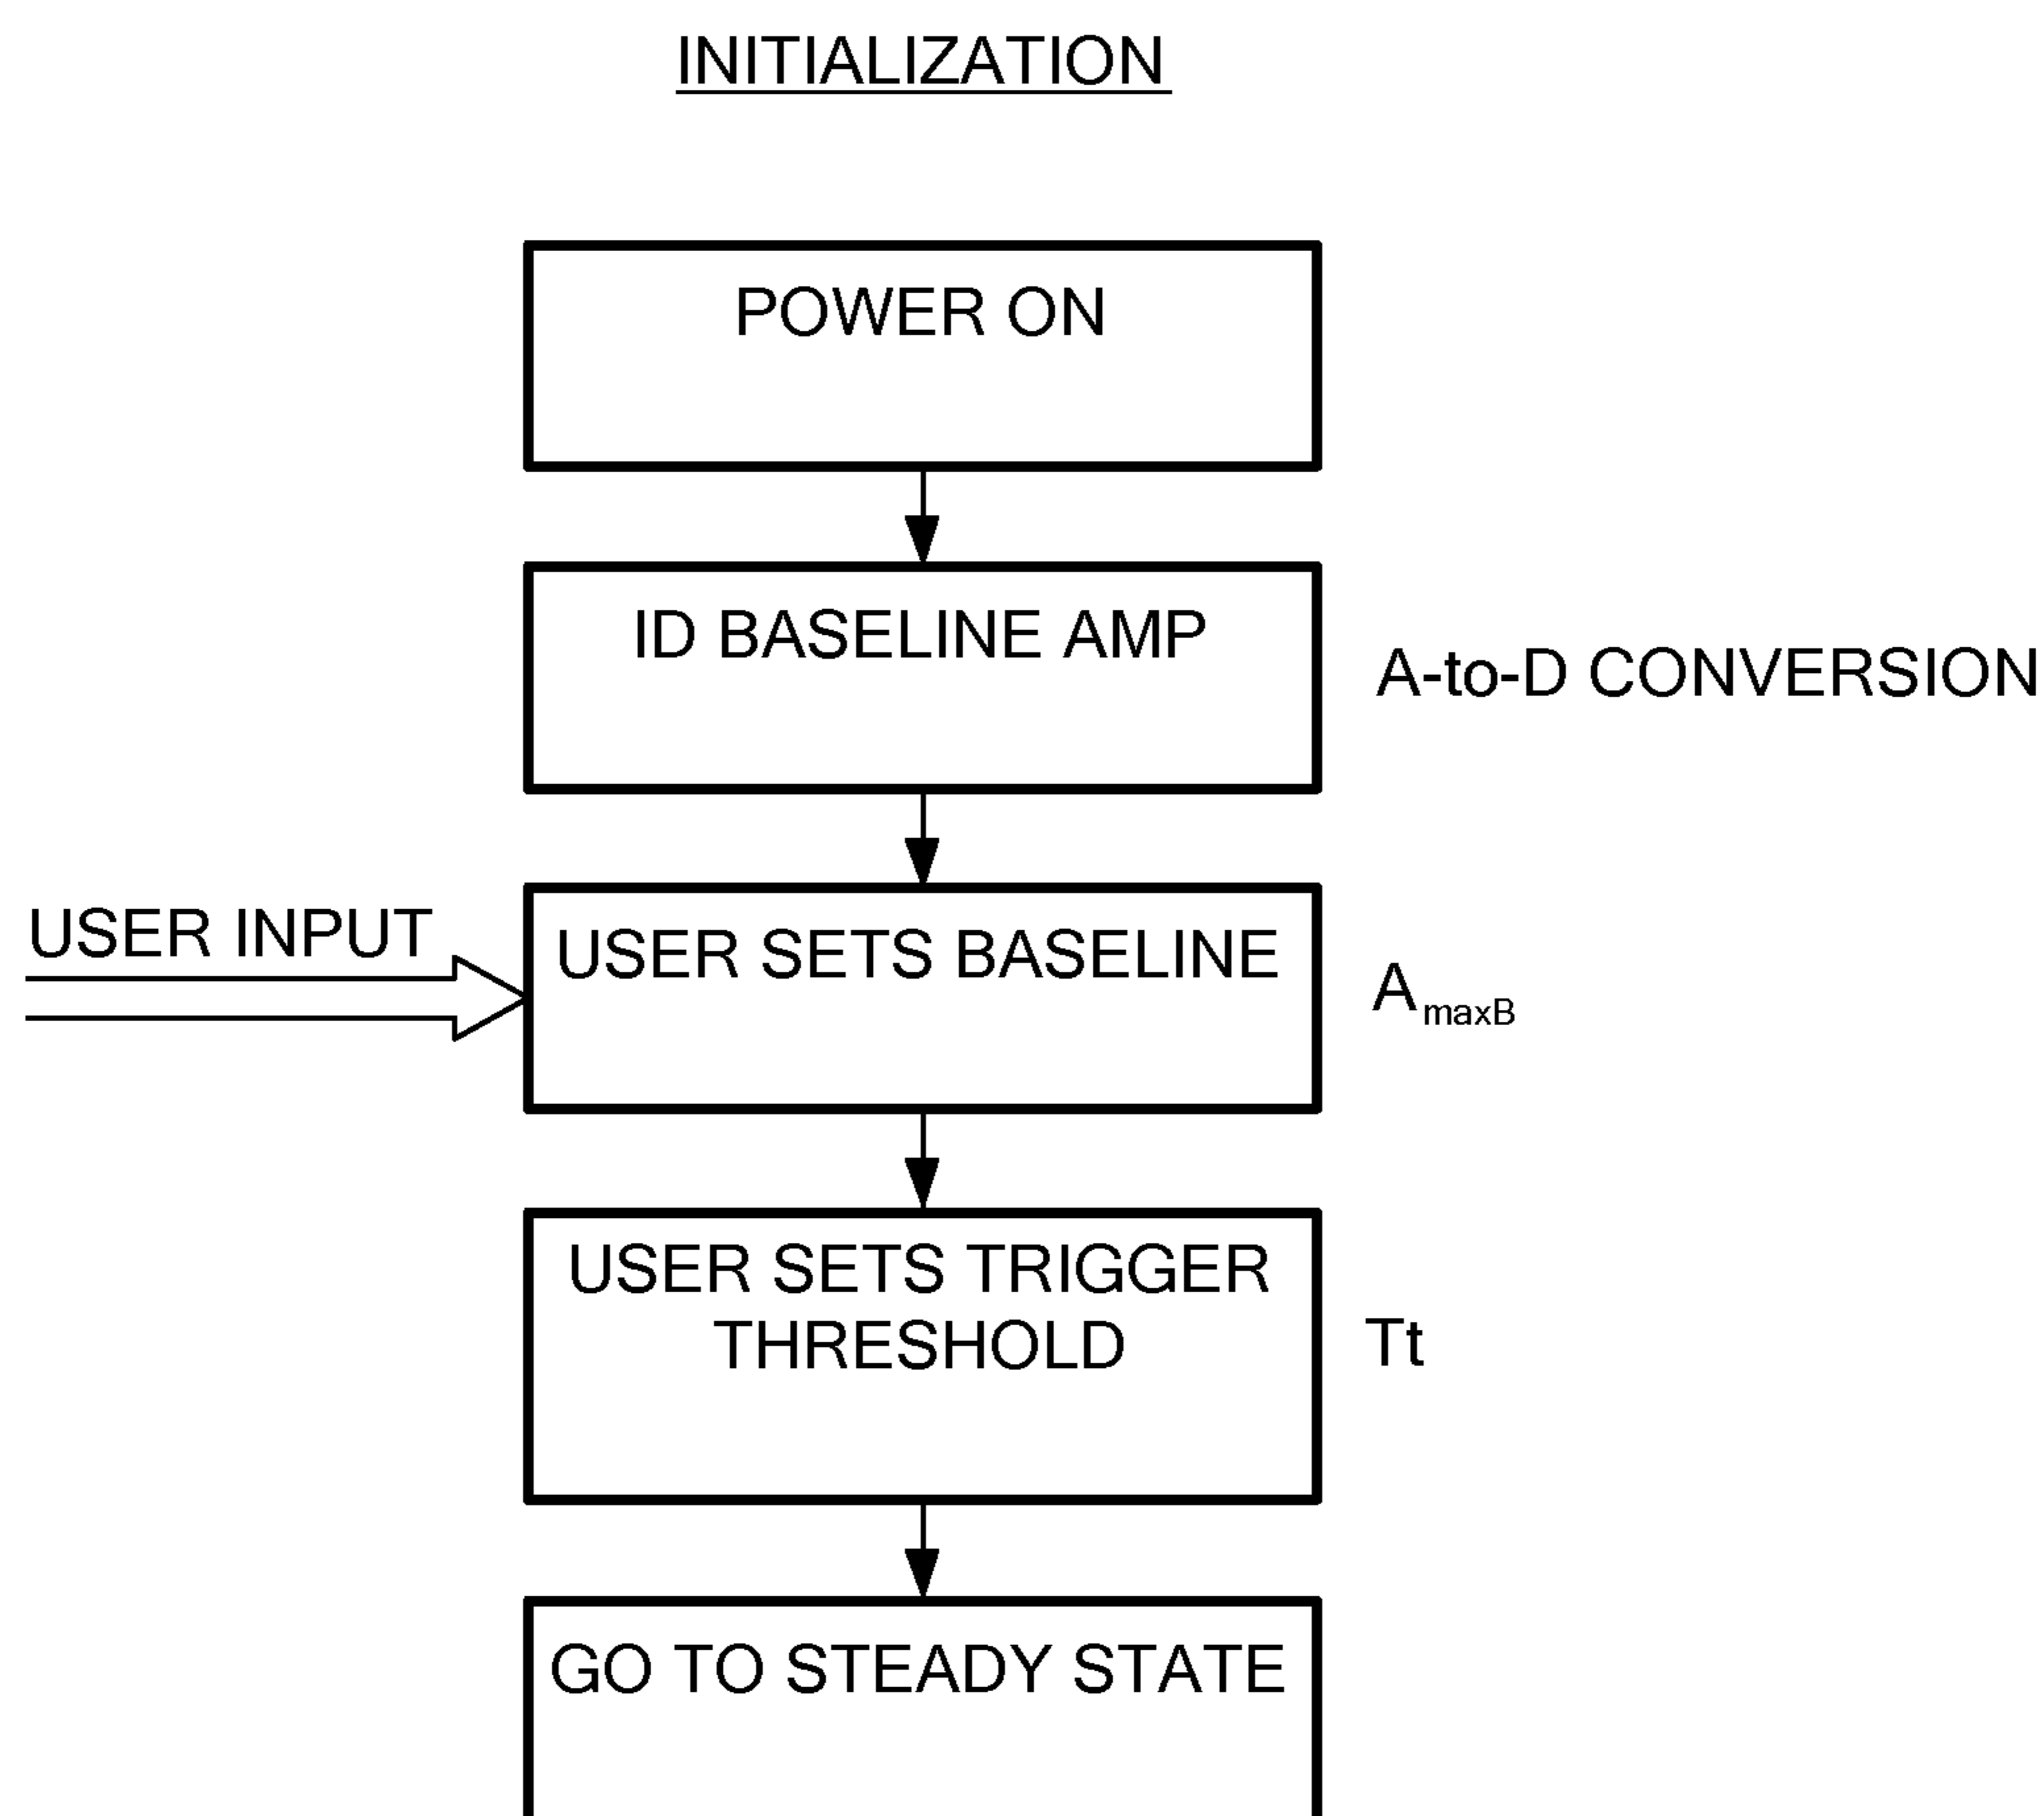 INITIALIZATION
POWER ON
ID BASELINE AMP
A-to-D CONVERSION
USER INPUT
USER SETS BASELINE
AmaxB
USER SETS TRIGGER
THRESHOLD
Tt
GO TO STEADY STATE